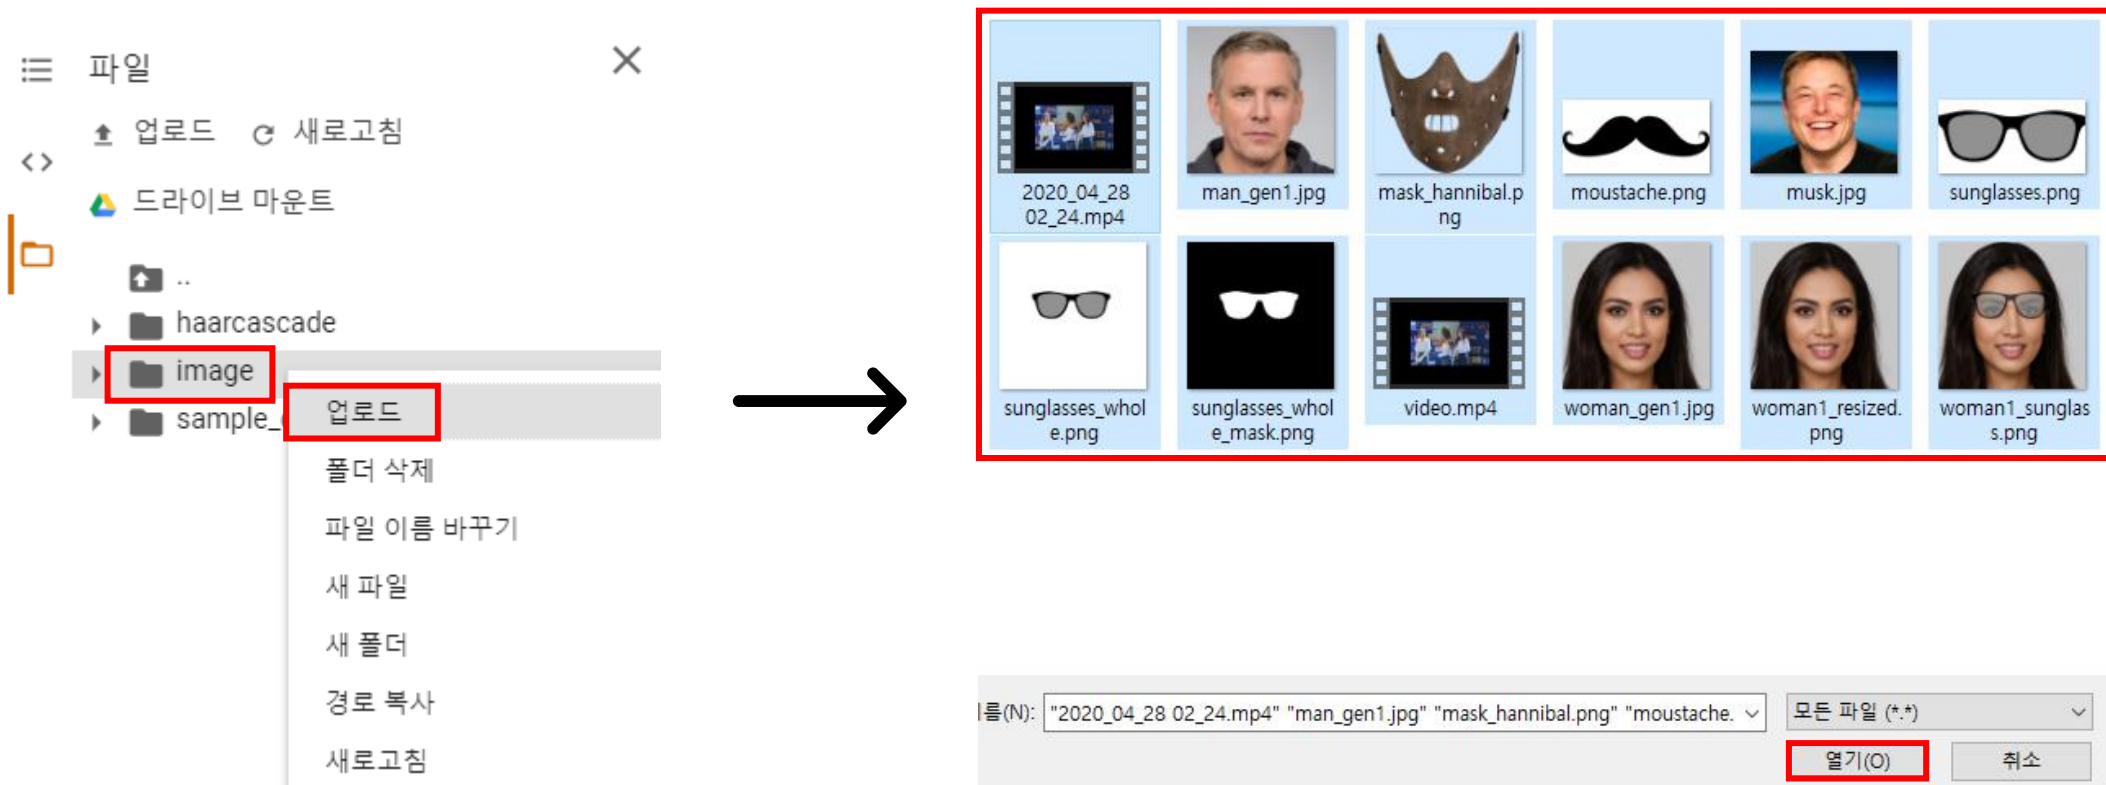 파일
업로드 새로고침
드라이브 마운트
..
haarcascade
image
sample_
업로드
폴더 삭제
파일 이름 바꾸기
새 파일
새 폴더
경로 복사
새로고침
2020_04_28
02_24.mp4
man_gen1.jpg
mask_hannibal.p
ng
moustache.png
musk.jpg
sunglasses.png
sunglasses_whol
e.png
sunglasses_whol
e_mask.png
video.mp4
woman_gen1.jpg
woman1_resized.
png
woman1_sunglas
s.png
름(N): "2020_04_28 02_24.mp4" "man_gen1.jpg" "mask_hannibal.png" "moustache. 모든 파일 (*.*)
열기(O) 취소